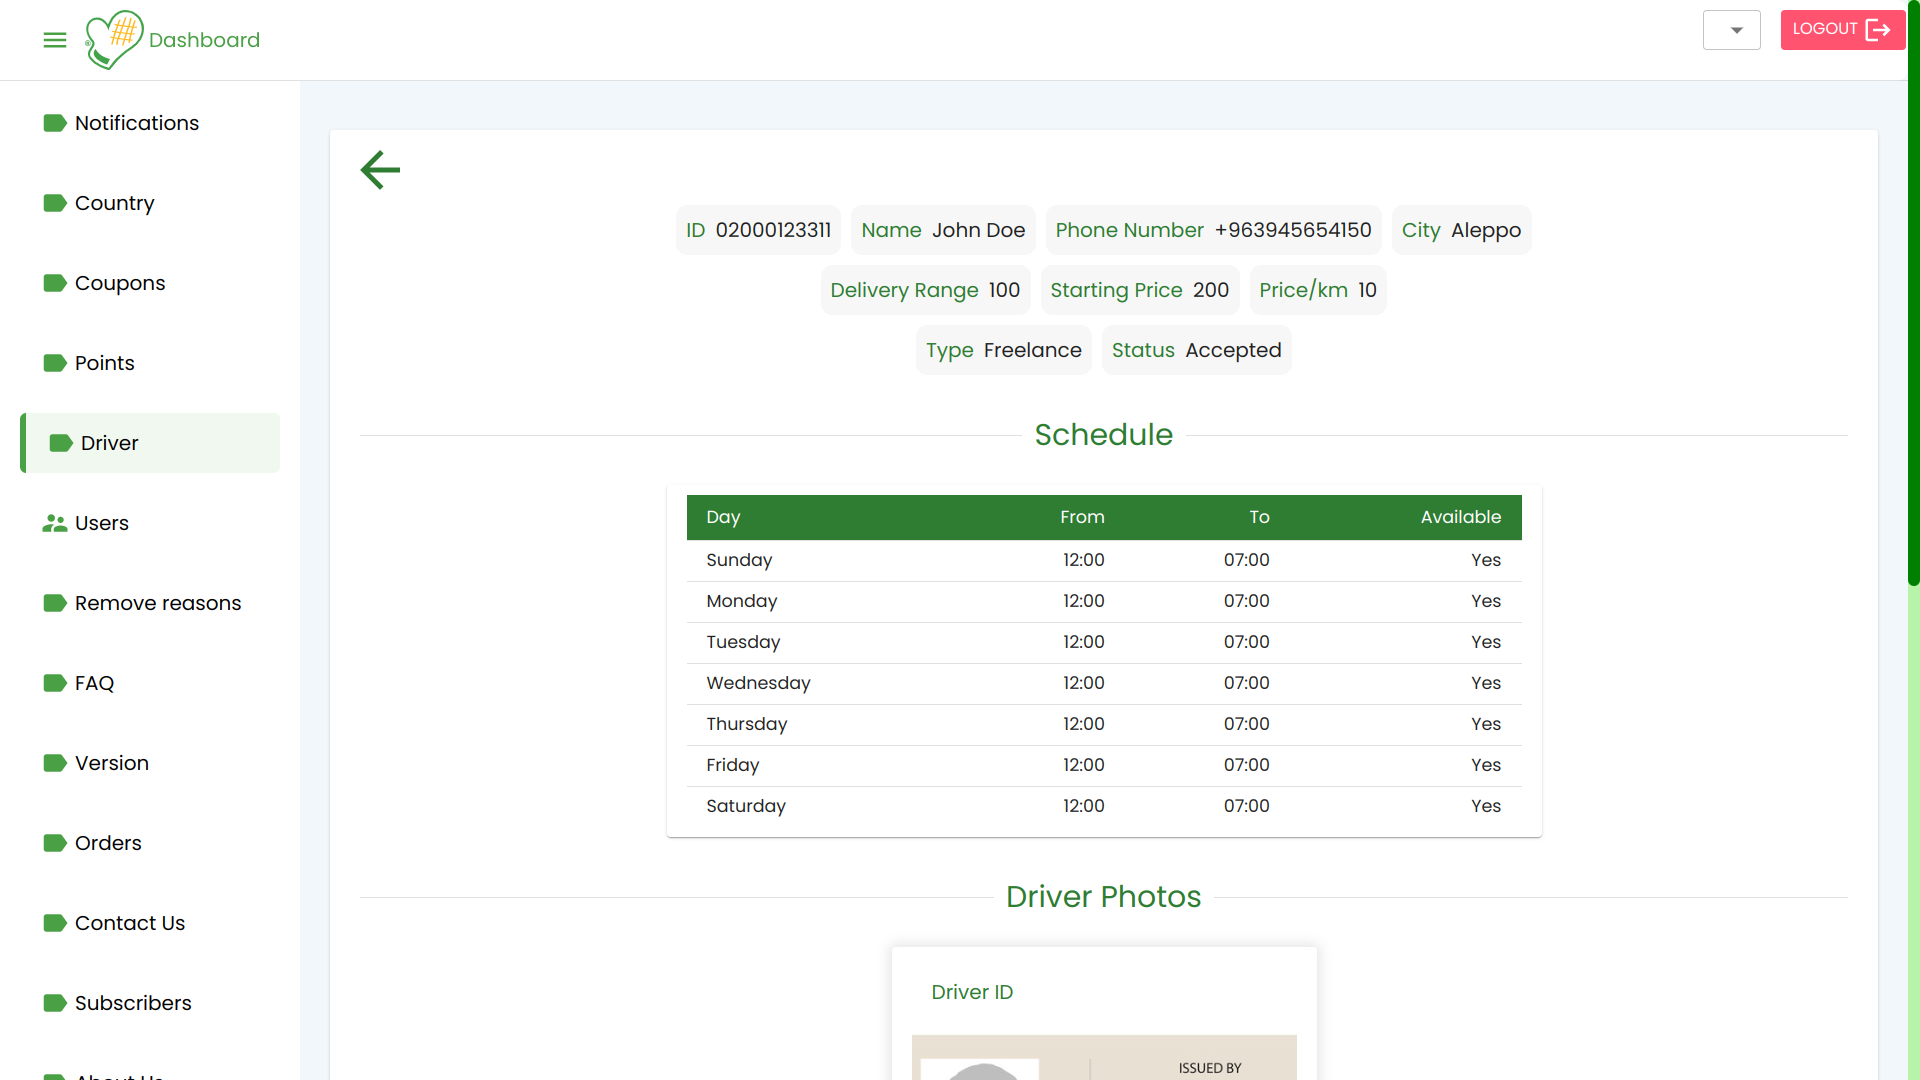 Dashboard
LOGOUT
Notifications
Country
Coupons
Points
Driver
Users
Remove reasons
FAQ
Version
Orders
Contact Us
Subscribers
About Us
ID 02000123311 Name John Doe Phone Number +963945654150 City Aleppo
Delivery Range 100 Starting Price 200 Price/km 10
Type Freelance Status Accepted
Schedule
Day From To Available
Sunday 12:00 07:00 Yes
Monday 12:00 07:00 Yes
Tuesday 12:00 07:00 Yes
Wednesday 12:00 07:00 Yes
Thursday 12:00 07:00 Yes
Friday 12:00 07:00 Yes
Saturday 12:00 07:00 Yes
Driver Photos
Driver ID
ISSUED BY